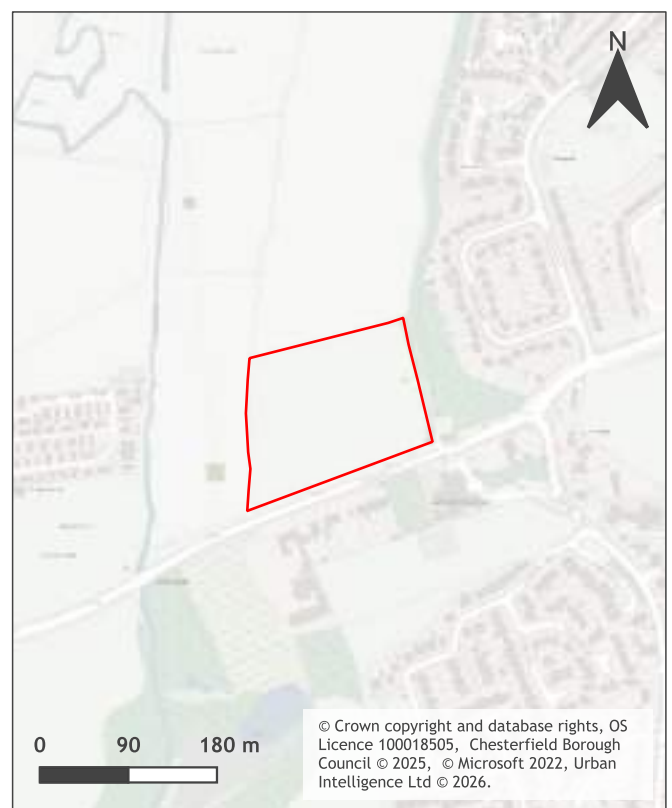 N
0 90 180 m
© Crown copyright and database rights, OS
Licence 100018505, Chesterfield Borough
Council © 2025, © Microsoft 2022, Urban
Intelligence Ltd © 2026.